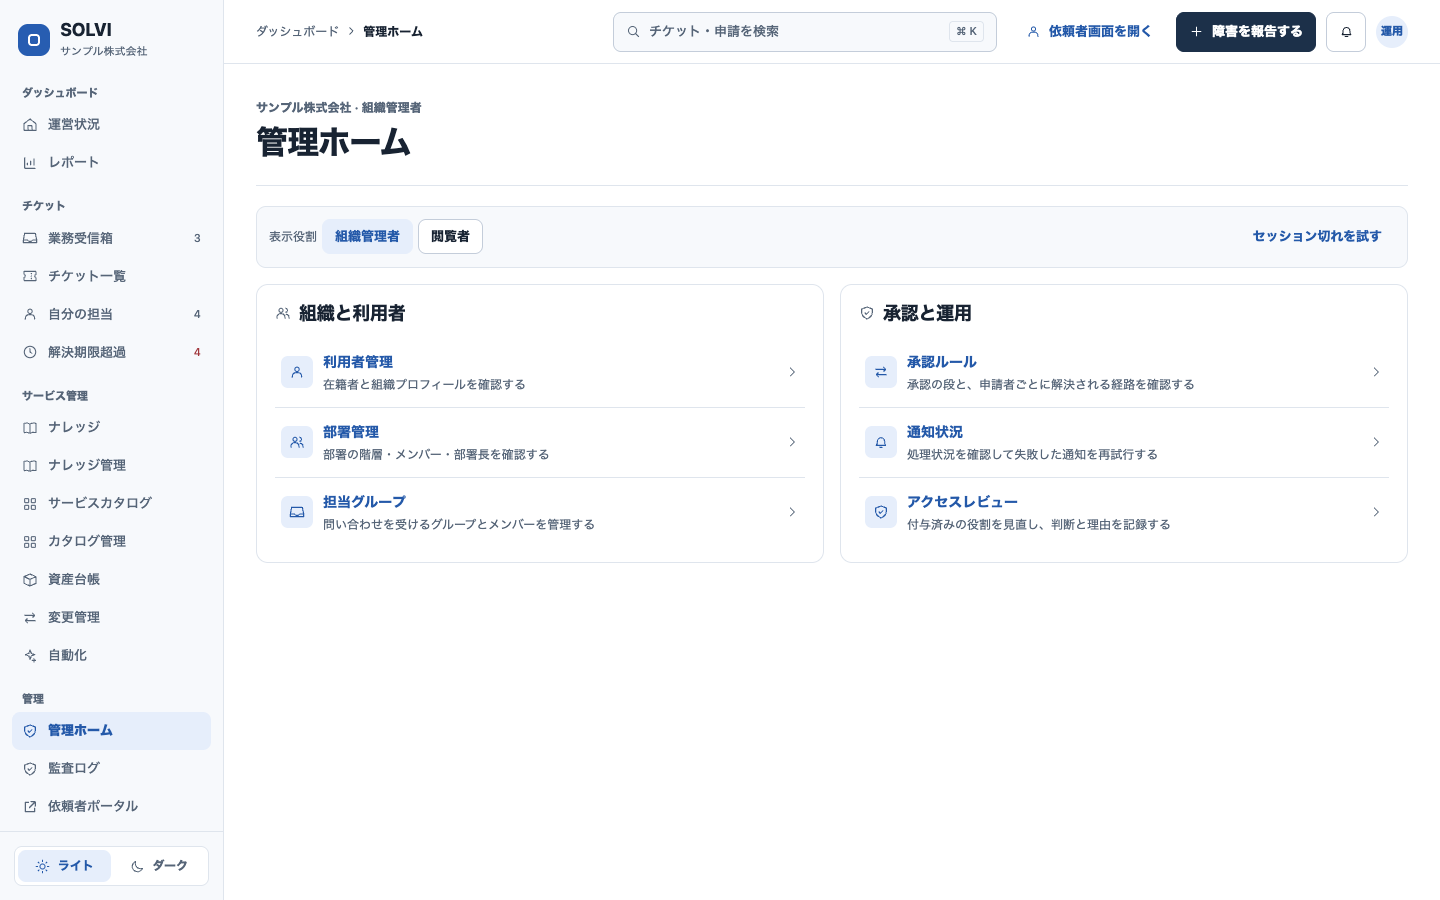 SOLVI
サンプル株式会社
ダッシュボード
運営状況
レポート
チケット
業務受信箱 3
チケット一覧
自分の担当 4
解決期限超過 4
サービス管理
ナレッジ
ナレッジ管理
サービスカタログ
カタログ管理
資産台帳
変更管理
自動化
管理
管理ホーム
監査ログ
依頼者ポータル
ライト ダーク
ダッシュボード > 管理ホーム
チケット・申請を検索 ⌘ K
依頼者画面を開く
+ 障害を報告する
運用
サンプル株式会社 · 組織管理者
管理ホーム
表示役割 組織管理者 閲覧者 セッション切れを試す
組織と利用者
利用者管理
在籍者と組織プロフィールを確認する
部署管理
部署の階層・メンバー・部署長を確認する
担当グループ
問い合わせを受けるグループとメンバーを管理する
承認と運用
承認ルール
承認の段と、申請者ごとに解決される経路を確認する
通知状況
処理状況を確認して失敗した通知を再試行する
アクセスレビュー
付与済みの役割を見直し、判断と理由を記録する